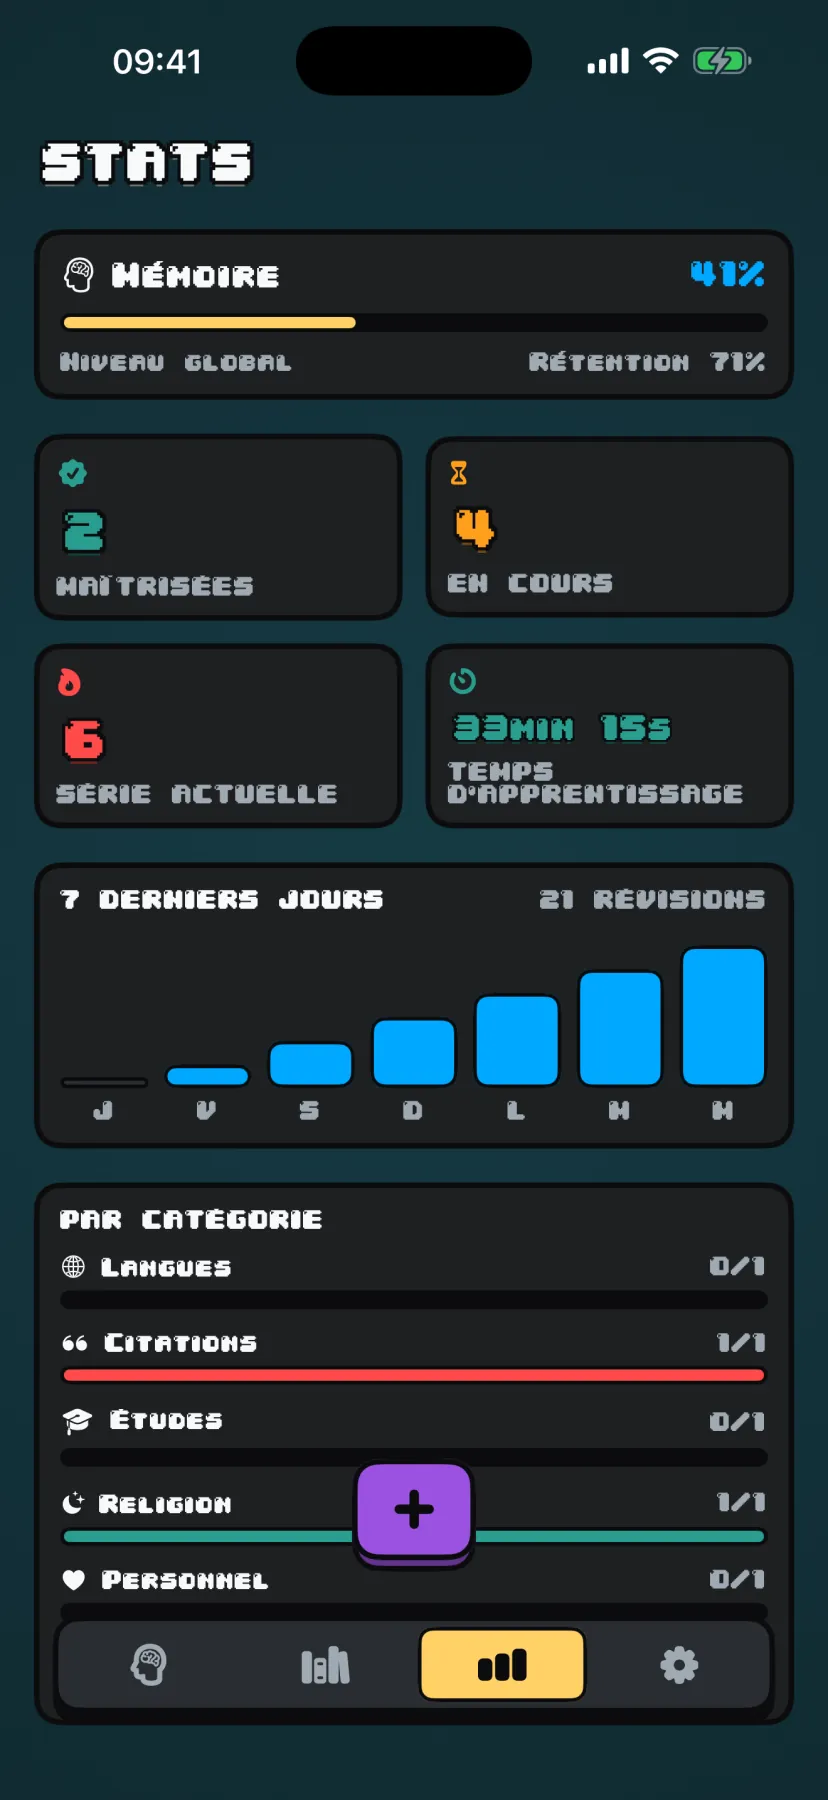 09:41
STATS
Mémoire 41%
Niveau global Rétention 71%
2
MAÎTRISÉES
4
EN COURS
6
SÉRIE ACTUELLE
33min 15s
TEMPS
D'APPRENTISSAGE
7 DERNIERS JOURS 21 RÉVISIONS
J V S D L M M
PAR CATÉGORIE
Langues 0/1
Citations 1/1
Études 0/1
Religion 1/1
Personnel 0/1